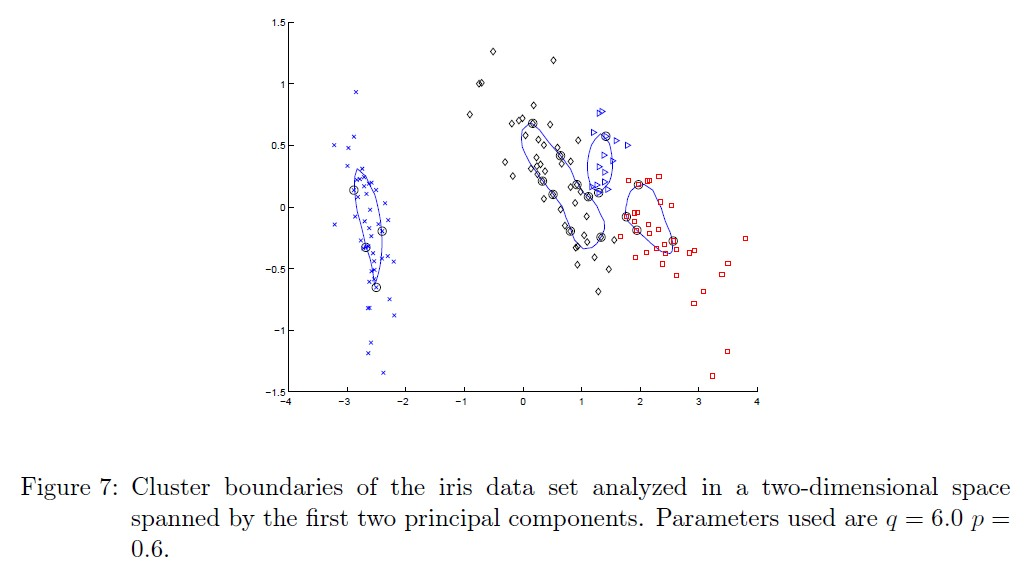 1.5
1
0.5
0
−0.5
−1
−1.5
−4 −3 −2 −1 0 1 2 3 4
Figure 7: Cluster boundaries of the iris data set analyzed in a two-dimensional space
spanned by the first two principal components. Parameters used are q = 6.0 p =
0.6.